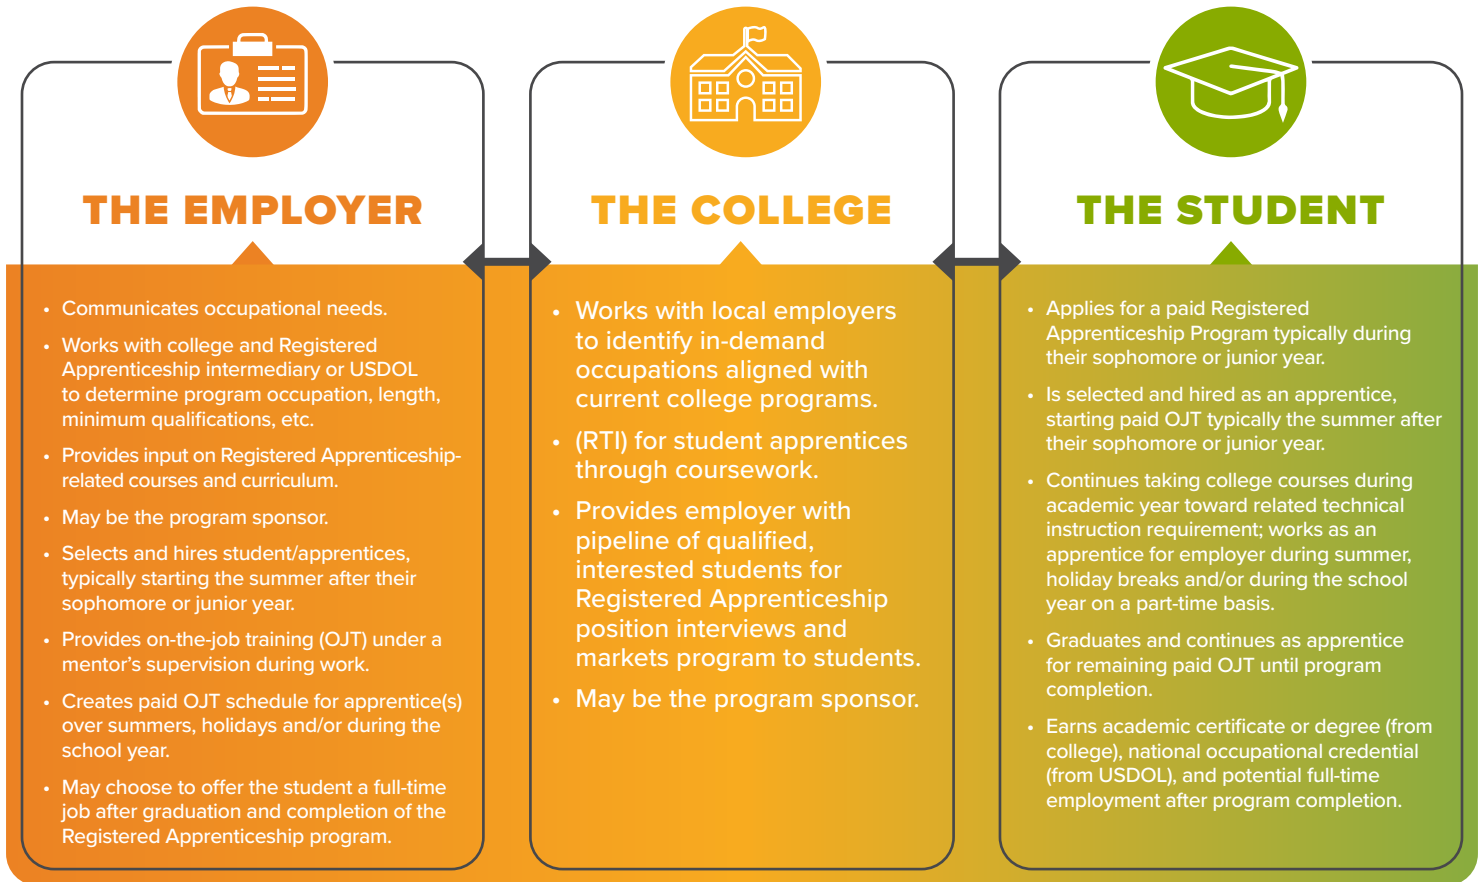 THE EMPLOYER
• Communicates occupational needs.
• Works with college and Registered
Apprenticeship intermediary or USDOL
to determine program occupation, length,
minimum qualifications, etc.
• Provides input on Registered Apprenticeship-
related courses and curriculum.
• May be the program sponsor.
• Selects and hires student/apprentices,
typically starting the summer after their
sophomore or junior year.
• Provides on-the-job training (OJT) under a
mentor’s supervision during work.
• Creates paid OJT schedule for apprentice(s)
over summers, holidays and/or during the
school year.
• May choose to offer the student a full-time
job after graduation and completion of the
Registered Apprenticeship program.
THE COLLEGE
• Works with local employers
to identify in-demand
occupations aligned with
current college programs.
• (RTI) for student apprentices
through coursework.
• Provides employer with
pipeline of qualified,
interested students for
Registered Apprenticeship
position interviews and
markets program to students.
• May be the program sponsor.
THE STUDENT
• Applies for a paid Registered
Apprenticeship Program typically during
their sophomore or junior year.
• Is selected and hired as an apprentice,
starting paid OJT typically the summer after
their sophomore or junior year.
• Continues taking college courses during
academic year toward related technical
instruction requirement; works as an
apprentice for employer during summer,
holiday breaks and/or during the school
year on a part-time basis.
• Graduates and continues as apprentice
for remaining paid OJT until program
completion.
• Earns academic certificate or degree (from
college), national occupational credential
(from USDOL), and potential full-time
employment after program completion.